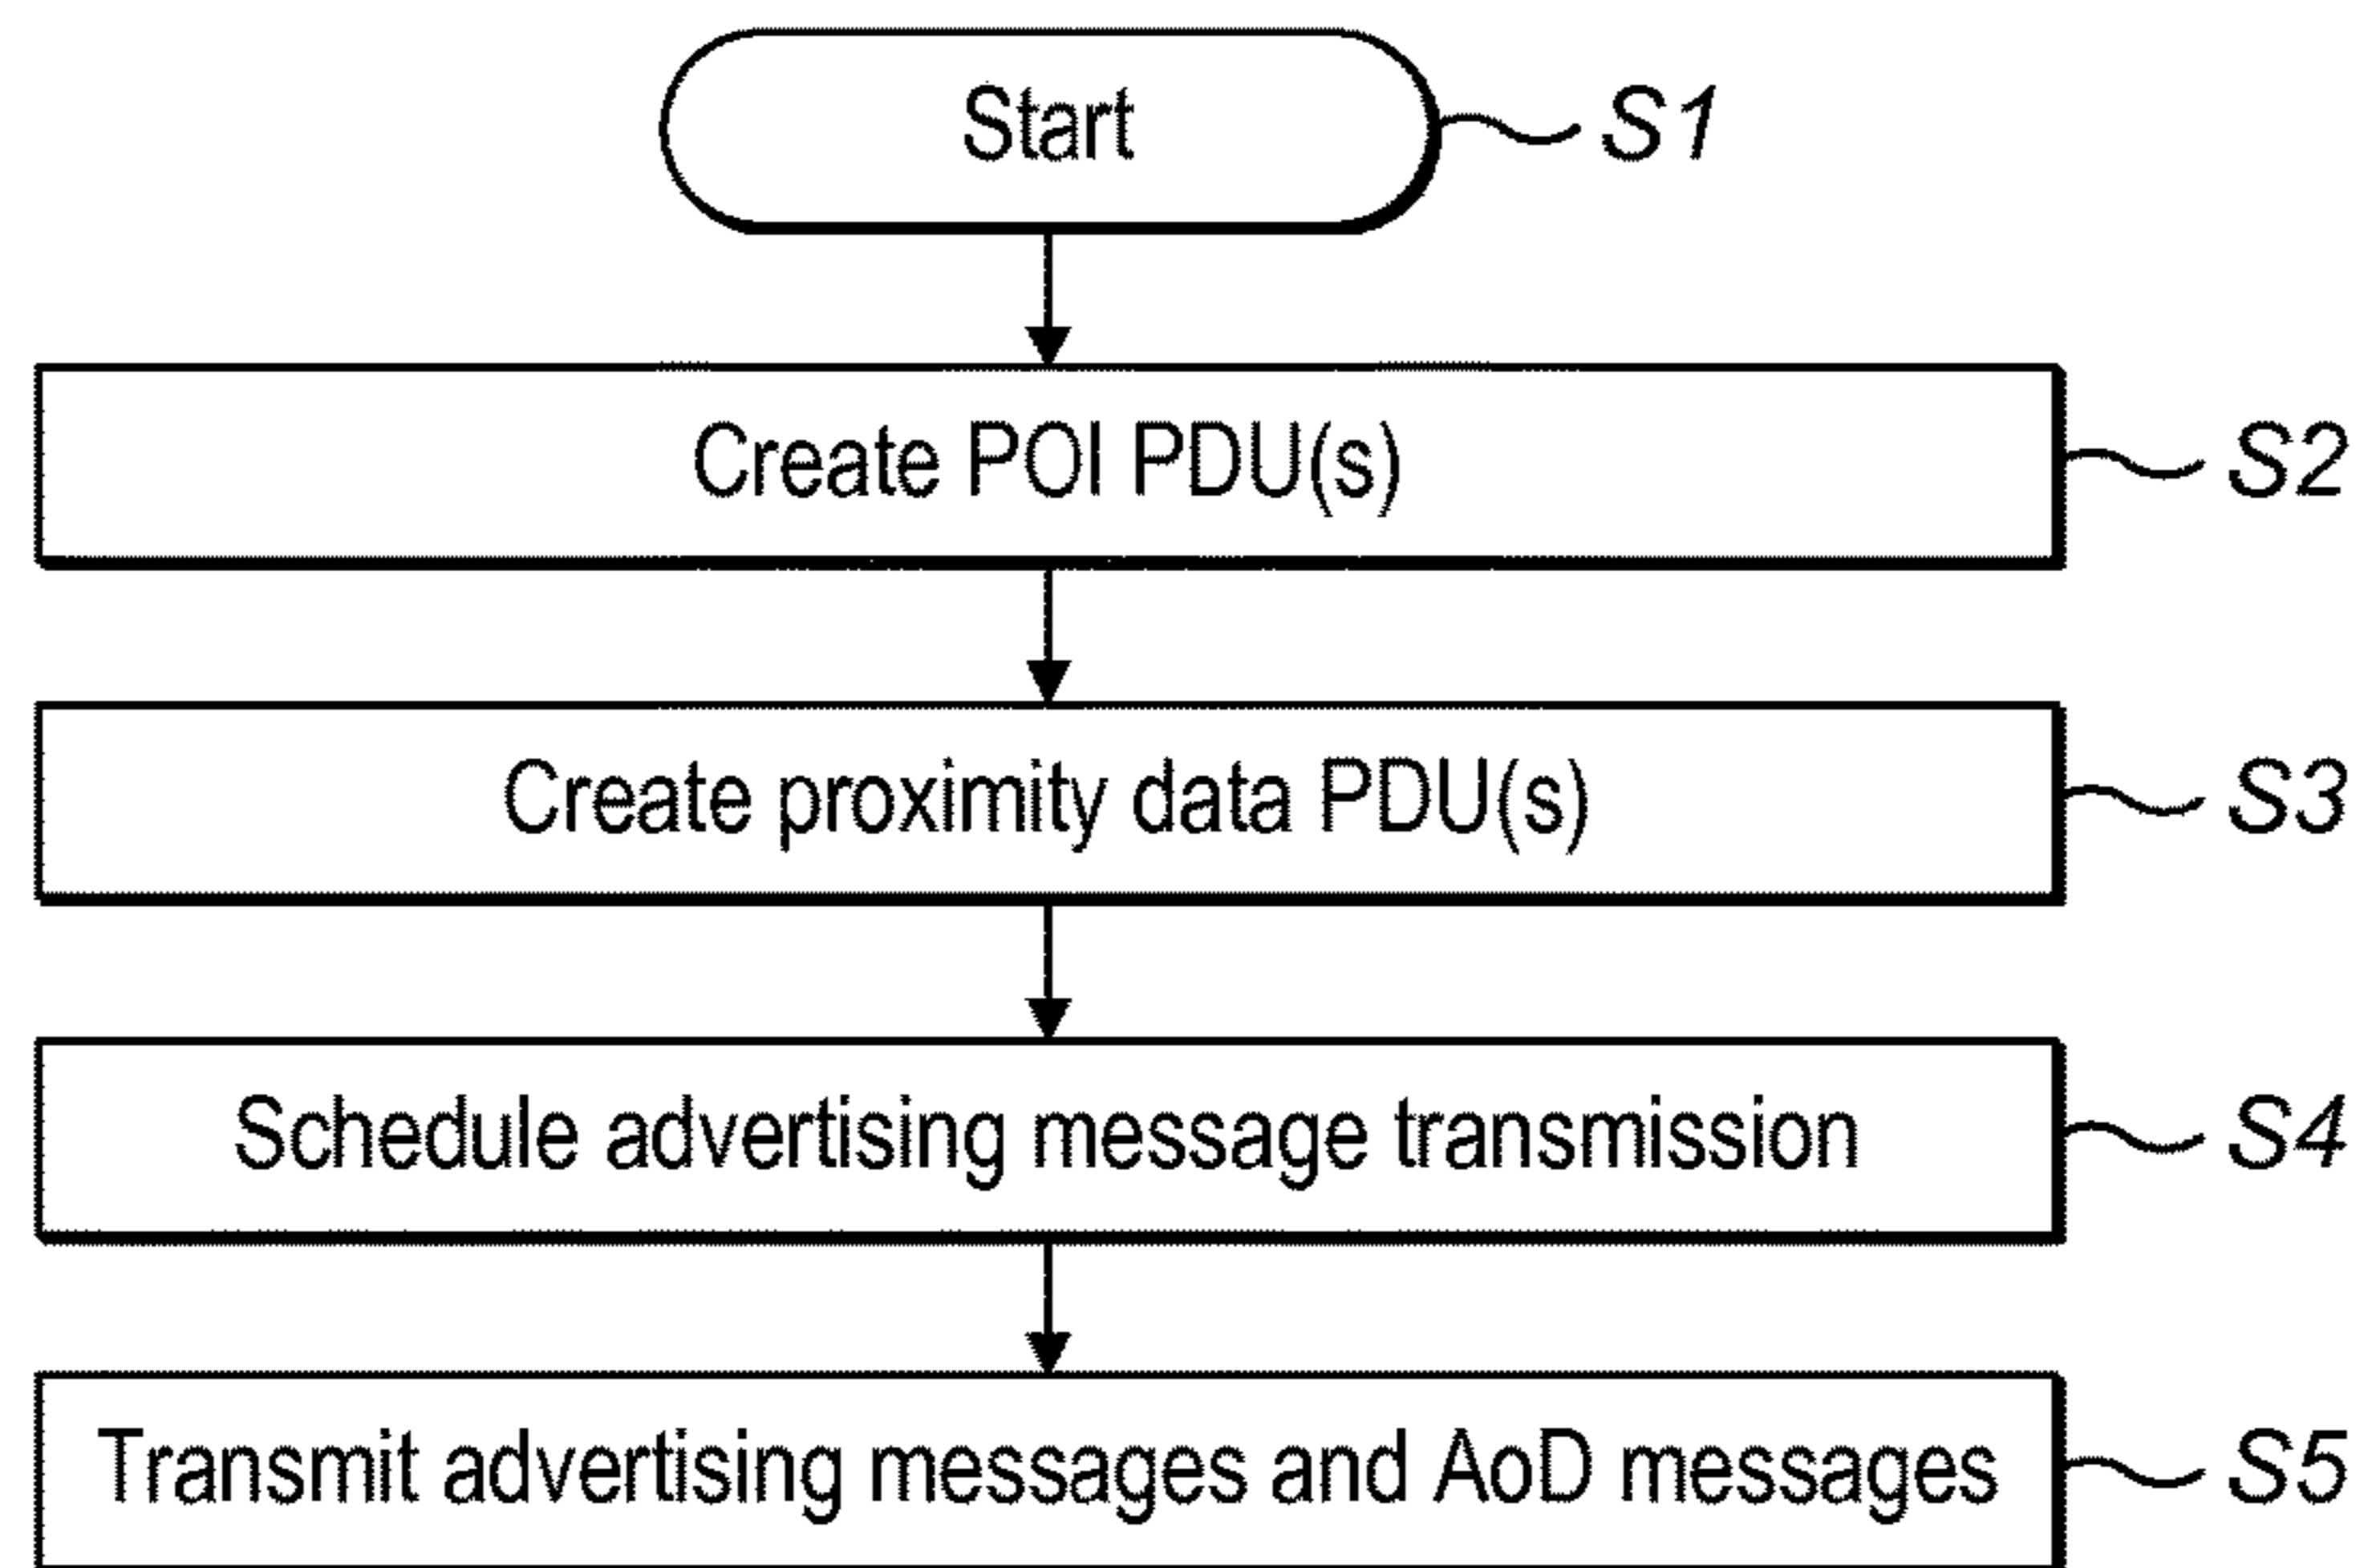 Start S1
Create POI PDU(s) S2
Create proximity data PDU(s) S3
Schedule advertising message transmission S4
Transmit advertising messages and AoD messages S5